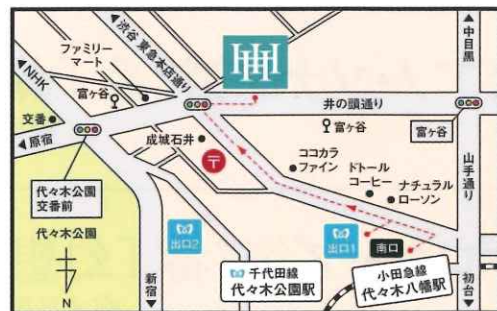 渋谷 東急本店通り
中目黒
ファミリー
マート
HH
NHK
富ヶ谷
井の頭通り
交番
富ヶ谷
富ヶ谷
原宿
成城石井
〒
ココカラ
ファイン
ドトール
コーヒー
ナチュラル
ローソン
山手通り
代々木公園
交番前
代々木公園
出口2
出口1
南口
千代田線
代々木公園駅
小田急線
代々木八幡駅
N
新宿
初台